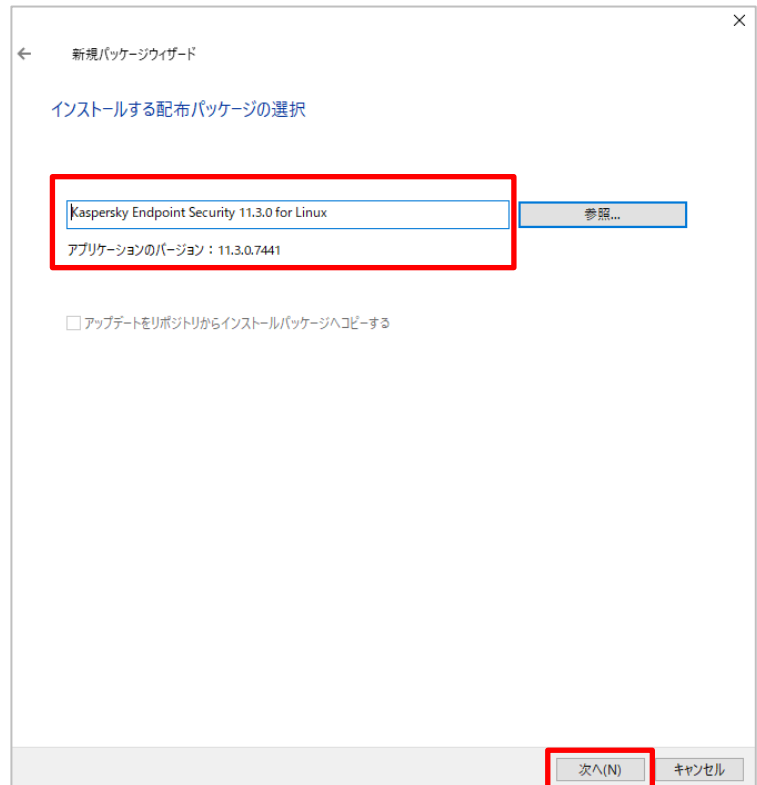 新規パッケージウィザード
インストールする配布パッケージの選択
Kaspersky Endpoint Security 11.3.0 for Linux
参照...
アプリケーションのバージョン：11.3.0.7441
アップデートをリポジトリからインストールパッケージへコピーする
次へ(N)
キャンセル